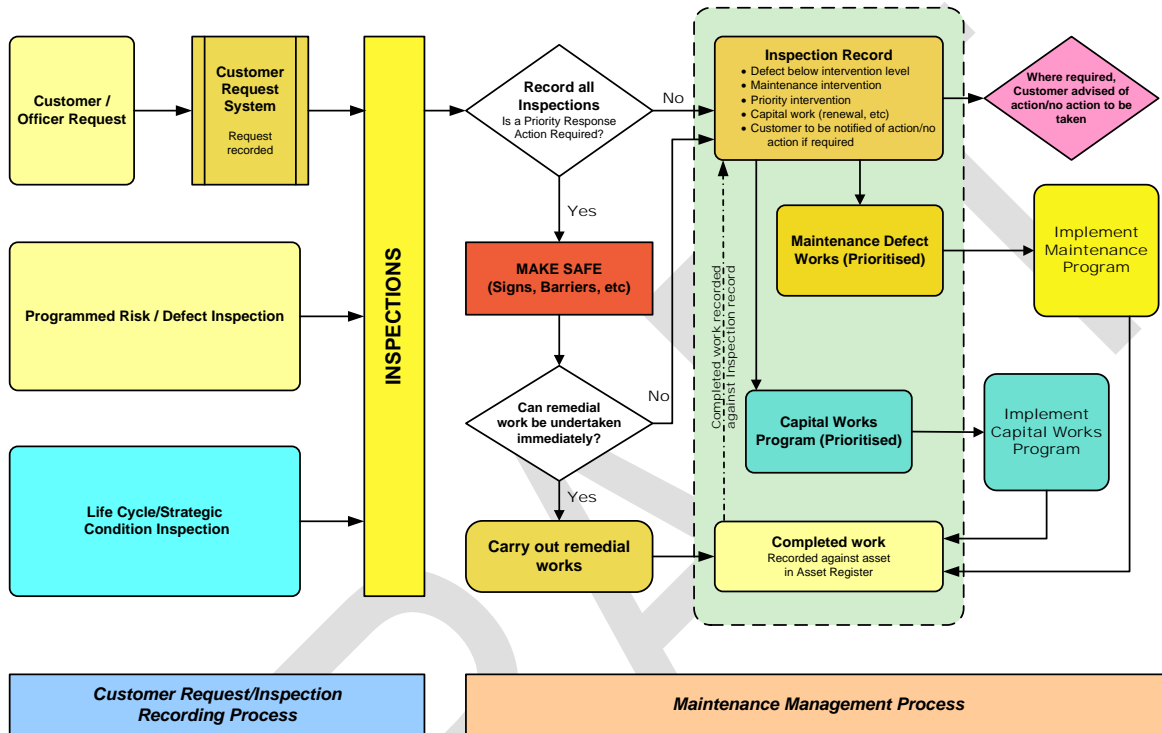 Customer /
Officer Request
Customer
Request
System
Request
recorded
Programmed Risk / Defect Inspection
Life Cycle/Strategic
Condition Inspection
INSPECTIONS
Record all
Inspections
Is a Priority Response
Action Required?
No
Yes
MAKE SAFE
(Signs, Barriers, etc)
Can remedial
work be undertaken
immediately?
No
Yes
Carry out remedial
works
Inspection Record
• Defect below intervention level
• Maintenance intervention
• Priority intervention
• Capital work (renewal, etc)
• Customer to be notified of action/no
action if required
Where required,
Customer advised of
action/no action to be
taken
Maintenance Defect
Works (Prioritised)
Implement
Maintenance
Program
Completed work recorded
against Inspection record
Capital Works
Program (Prioritised)
Implement
Capital Works
Program
Completed work
Recorded against asset
in Asset Register
Customer Request/Inspection
Recording Process
Maintenance Management Process
DRAFT